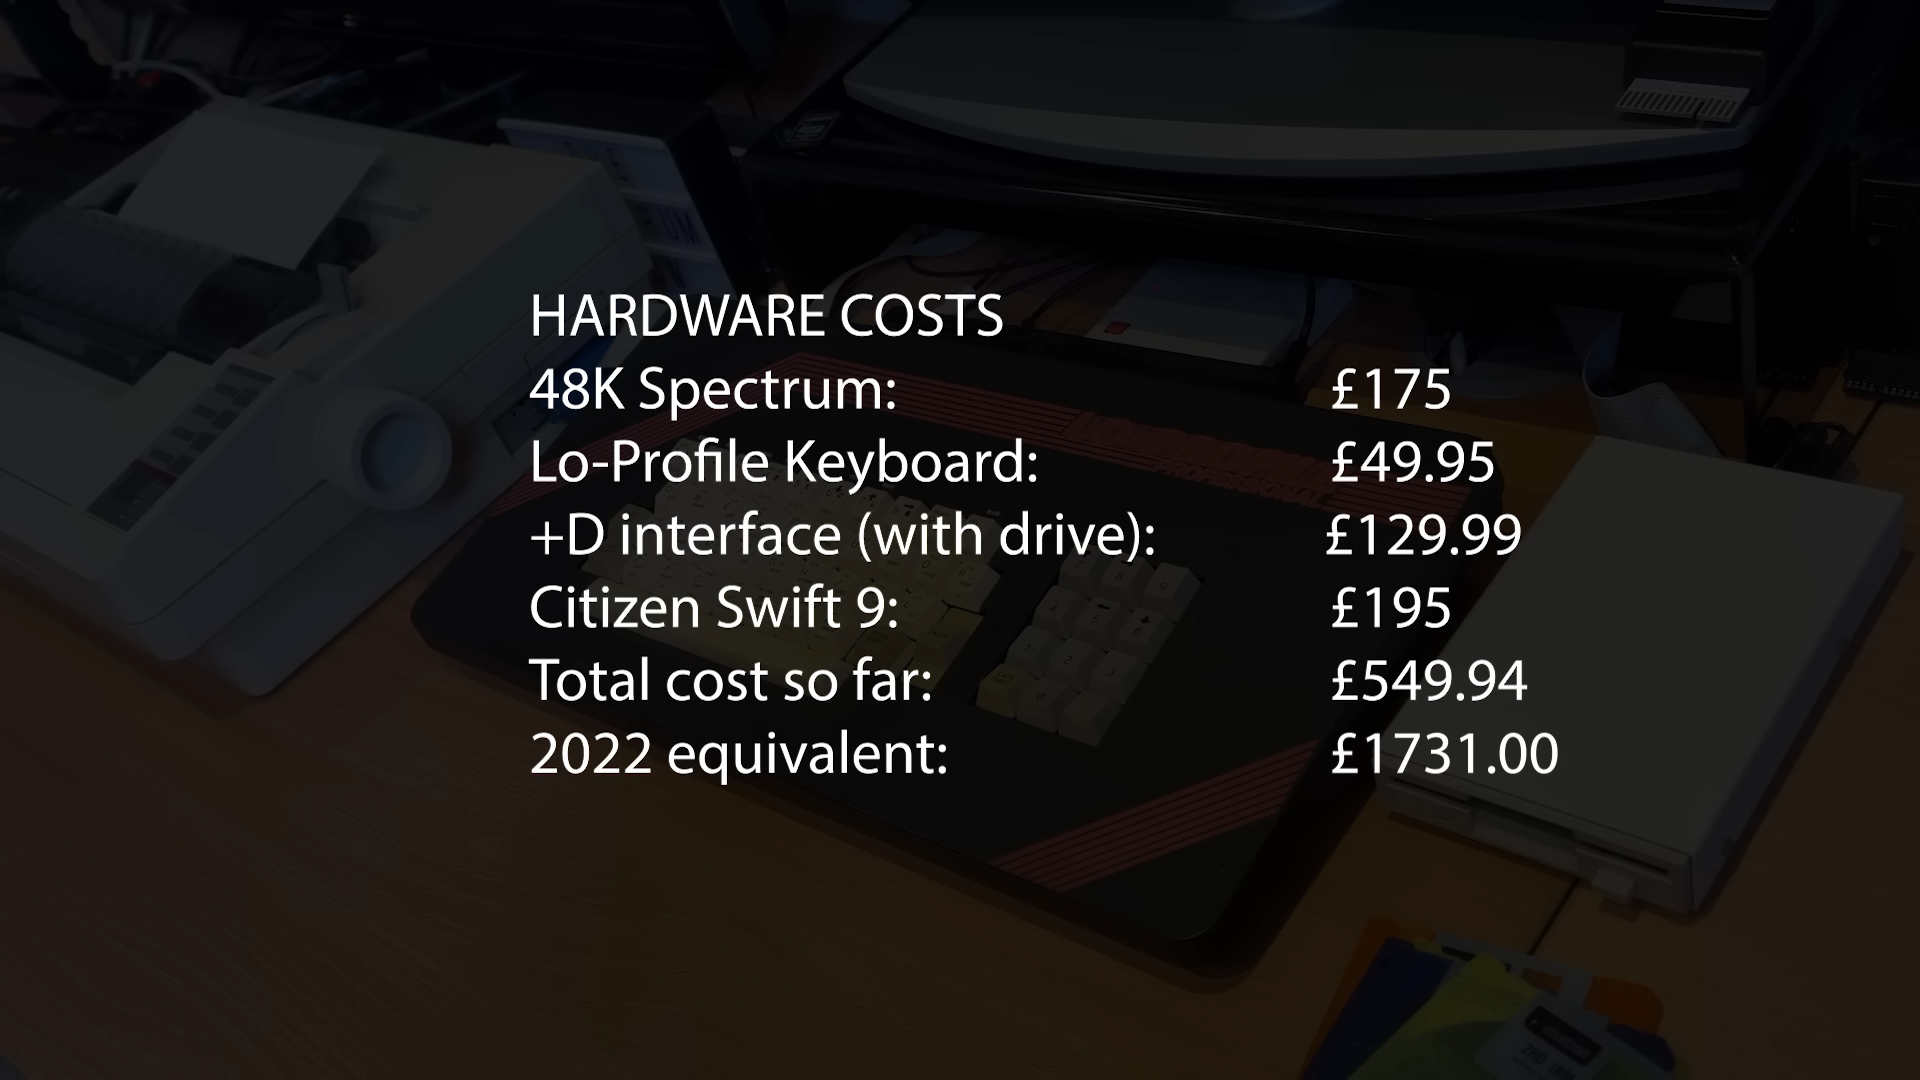 HARDWARE COSTS
48K Spectrum: £175
Lo-Profile Keyboard: £49.95
+D interface (with drive): £129.99
Citizen Swift 9: £195
Total cost so far: £549.94
2022 equivalent: £1731.00
PROFESSIONAL